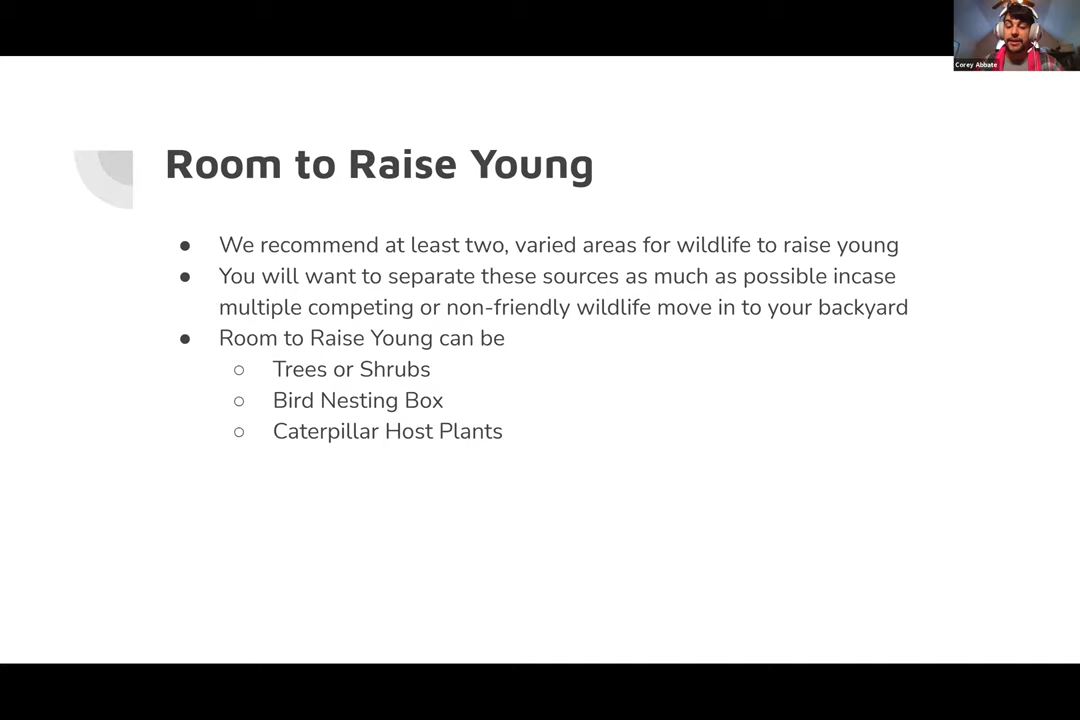 Corey Abbate
Room to Raise Young
● We recommend at least two, varied areas for wildlife to raise young
● You will want to separate these sources as much as possible incase
multiple competing or non-friendly wildlife move in to your backyard
● Room to Raise Young can be
○ Trees or Shrubs
○ Bird Nesting Box
○ Caterpillar Host Plants